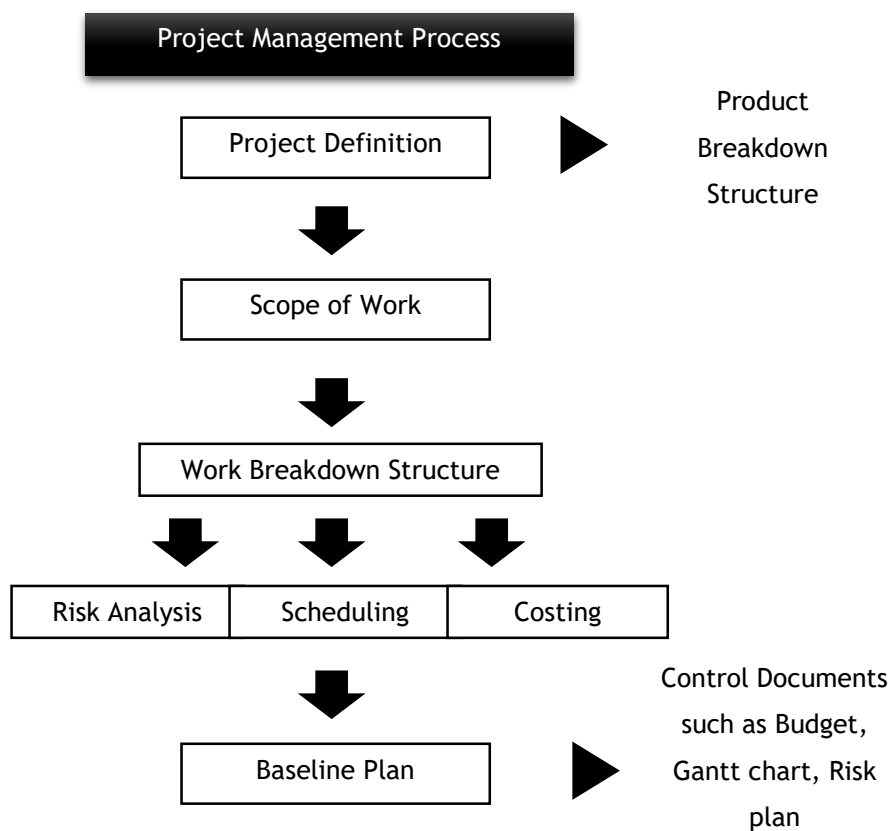 Project Management Process
Project Definition
Product
Breakdown
Structure
Scope of Work
Work Breakdown Structure
Risk Analysis
Scheduling
Costing
Baseline Plan
Control Documents
such as Budget,
Gantt chart, Risk
plan